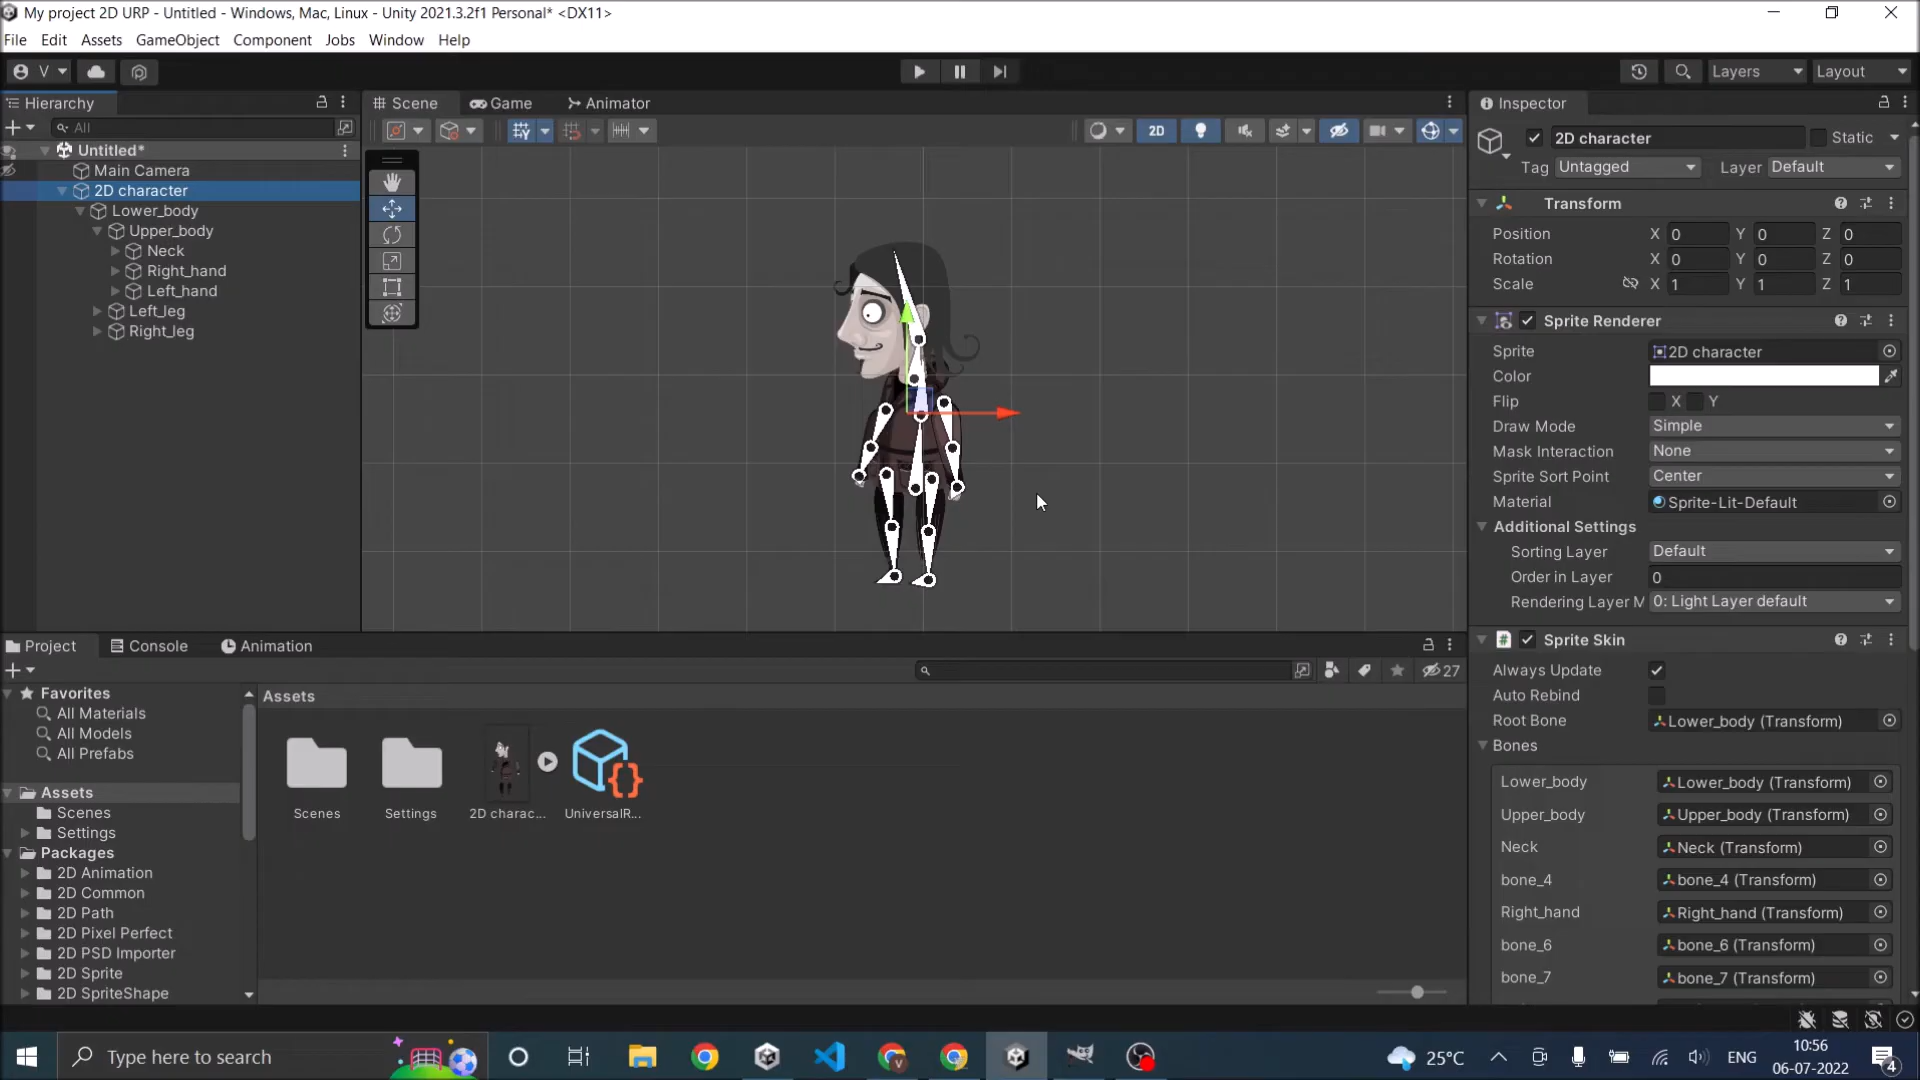 My project 2D URP - Untitled - Windows, Mac, Linux - Unity 2021.3.2f1 Personal* <DX11>
File Edit Assets GameObject Component Jobs Window Help
V
Layers
Layout
Hierarchy
All
Untitled*
Main Camera
2D character
Lower_body
Upper_body
Neck
Right_hand
Left_hand
Left_leg
Right_leg
Scene Game Animator
2D
Inspector
2D character Static
Tag Untagged Layer Default
Transform
Position X 0 Y 0 Z 0
Rotation X 0 Y 0 Z 0
Scale X 1 Y 1 Z 1
Sprite Renderer
Sprite 2D character
Color
Flip X Y
Draw Mode Simple
Mask Interaction None
Sprite Sort Point Center
Material Sprite-Lit-Default
Additional Settings
Sorting Layer Default
Order in Layer 0
Rendering Layer M 0: Light Layer default
Sprite Skin
Always Update
Auto Rebind
Root Bone Lower_body (Transform)
Bones
Lower_body Lower_body (Transform)
Upper_body Upper_body (Transform)
Neck Neck (Transform)
bone_4 bone_4 (Transform)
Right_hand Right_hand (Transform)
bone_6 bone_6 (Transform)
bone_7 bone_7 (Transform)
Project Console Animation
27
Favorites
All Materials
All Models
All Prefabs
Assets
Scenes
Settings
Packages
2D Animation
2D Common
2D Path
2D Pixel Perfect
2D PSD Importer
2D Sprite
2D SpriteShape
Assets
Scenes Settings 2D charac... UniversalR...
Type here to search
25°C
ENG
10:56
06-07-2022
4